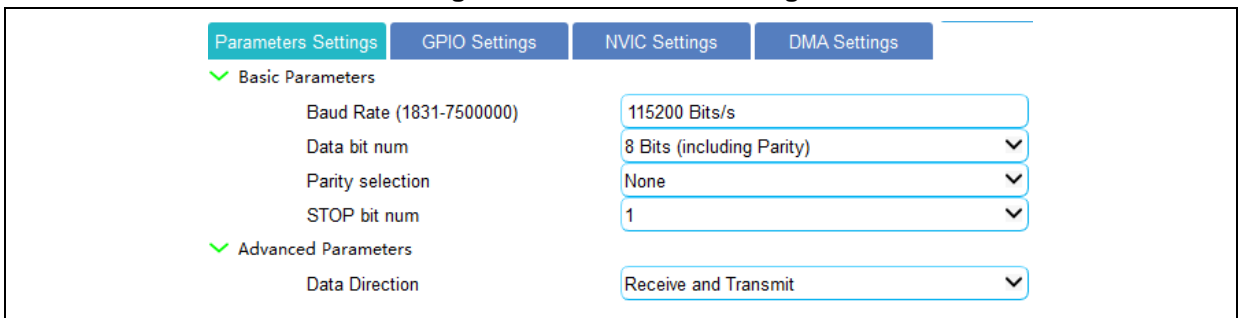 Parameters Settings GPIO Settings NVIC Settings DMA Settings
Basic Parameters
Baud Rate (1831-7500000) 115200 Bits/s
Data bit num 8 Bits (including Parity)
Parity selection None
STOP bit num 1
Advanced Parameters
Data Direction Receive and Transmit